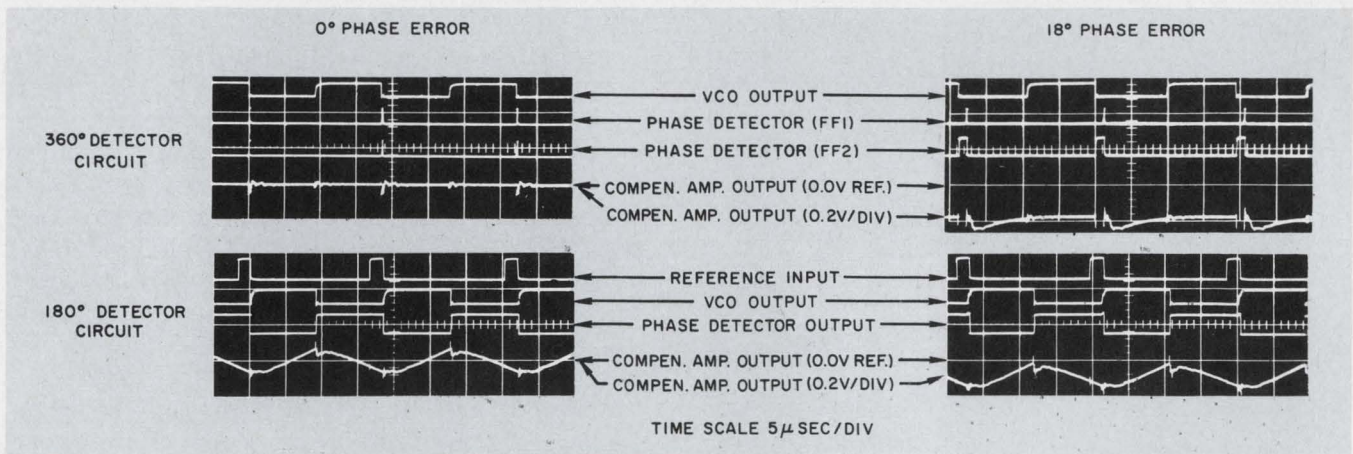 0° PHASE ERROR
18° PHASE ERROR
360° DETECTOR
CIRCUIT
VCO OUTPUT
PHASE DETECTOR (FF1)
PHASE DETECTOR (FF2)
COMPEN. AMP. OUTPUT (0.0V REF.)
COMPEN. AMP. OUTPUT (0.2V/DIV)
180° DETECTOR
CIRCUIT
REFERENCE INPUT
VCO OUTPUT
PHASE DETECTOR OUTPUT
COMPEN. AMP. OUTPUT (0.0V REF.)
COMPEN. AMP. OUTPUT (0.2V/DIV)
TIME SCALE 5μSEC/DIV